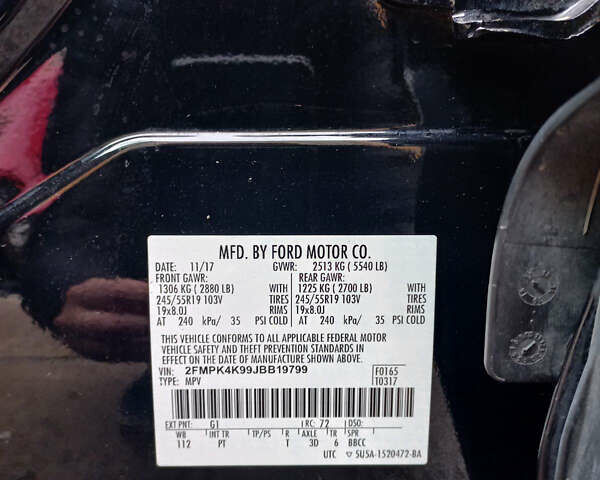 MFD. BY FORD MOTOR CO.
DATE: 11/17 GVWR: 2513 KG ( 5540 LB)
FRONT GAWR: REAR GAWR:
1306 KG ( 2880 LB) WITH 1225 KG ( 2700 LB) WITH
245/55R19 103V TIRES 245/55R19 103V TIRES
19x8.0J RIMS 19x8.0J RIMS
AT 240 kPa/ 35 PSI COLD AT 240 kPa/ 35 PSI COLD
THIS VEHICLE CONFORMS TO ALL APPLICABLE FEDERAL MOTOR
VEHICLE SAFETY AND THEFT PREVENTION STANDARDS IN
EFFECT ON THE DATE OF MANUFACTURE SHOWN ABOVE.
VIN: 2FMPK4K99JBB19799 F0165
TYPE: MPV T0317
EXT PNT: G1 RC: 72 DSO:
WB INT TR TP/PS R AXLE TR SPR
112 PT T 3D 6 BBCC
UTC 5U5A-1520472-BA